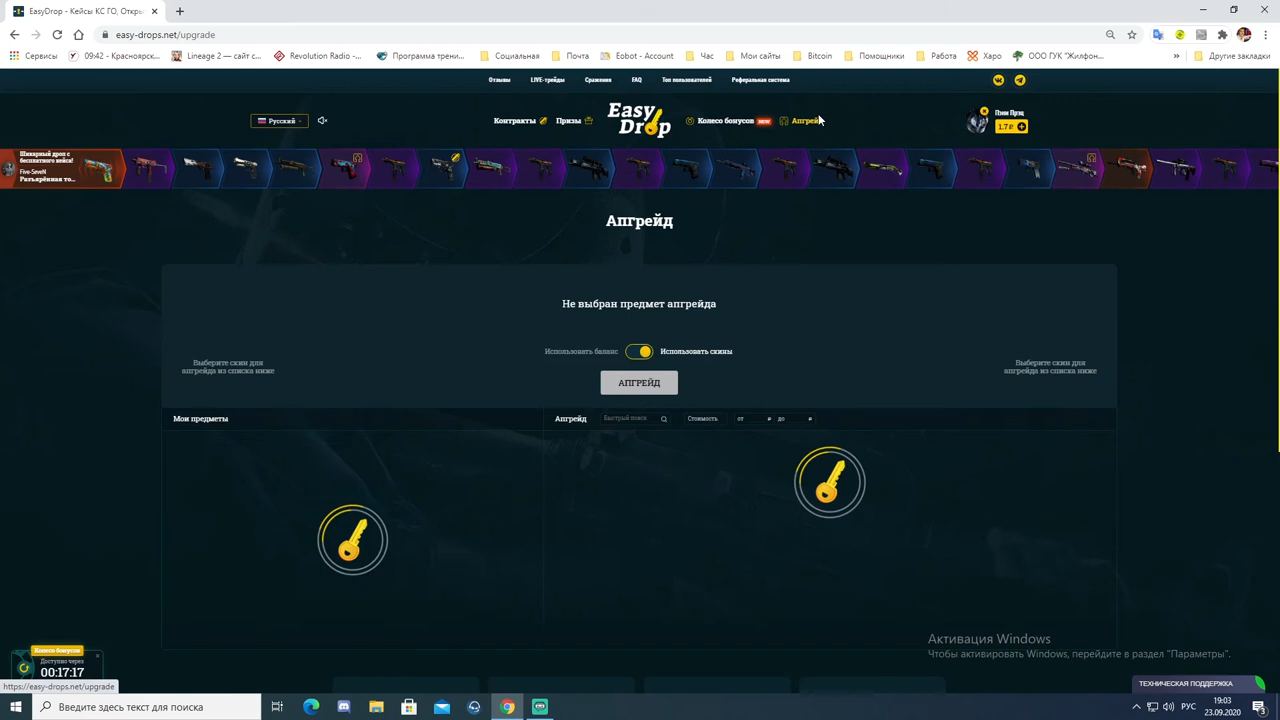 EasyDrop - Кейсы КС ГО, Открыт
easy-drops.net/upgrade
Сервисы
09:42 - Красноярск...
Lineage 2 — сайт с...
Revolution Radio -...
Программа трени...
Социальная
Почта
Eobot - Account
Час
Мои сайты
Bitcoin
Помощники
Работа
Харо
ООО ГУК "Жилфон...
»
Другие закладки
Отзывы
LIVE-трейды
Сражения
FAQ
Топ пользователей
Реферальная система
Русский
Контракты
Призы
Easy
Drop
Колесо бонусов
NEW
Апгрейд
1.7 ₽
Шикарный дроп с
бесплатного кейса!
Five-SeveN
Разъярённая то...
Апгрейд
Не выбран предмет апгрейда
Использовать баланс
Использовать скины
Выберите скин для
апгрейда из списка ниже
Выберите скин для
апгрейда из списка ниже
АПГРЕЙД
Мои предметы
Апгрейд
Быстрый поиск
Стоимость
от
₽
до
₽
Колесо бонусов
Доступно через
00:17:17
Активация Windows
Чтобы активировать Windows, перейдите в раздел "Параметры".
https://easy-drops.net/upgrade
ТЕХНИЧЕСКАЯ ПОДДЕРЖКА
Введите здесь текст для поиска
РУС
19:03
23.09.2020
3